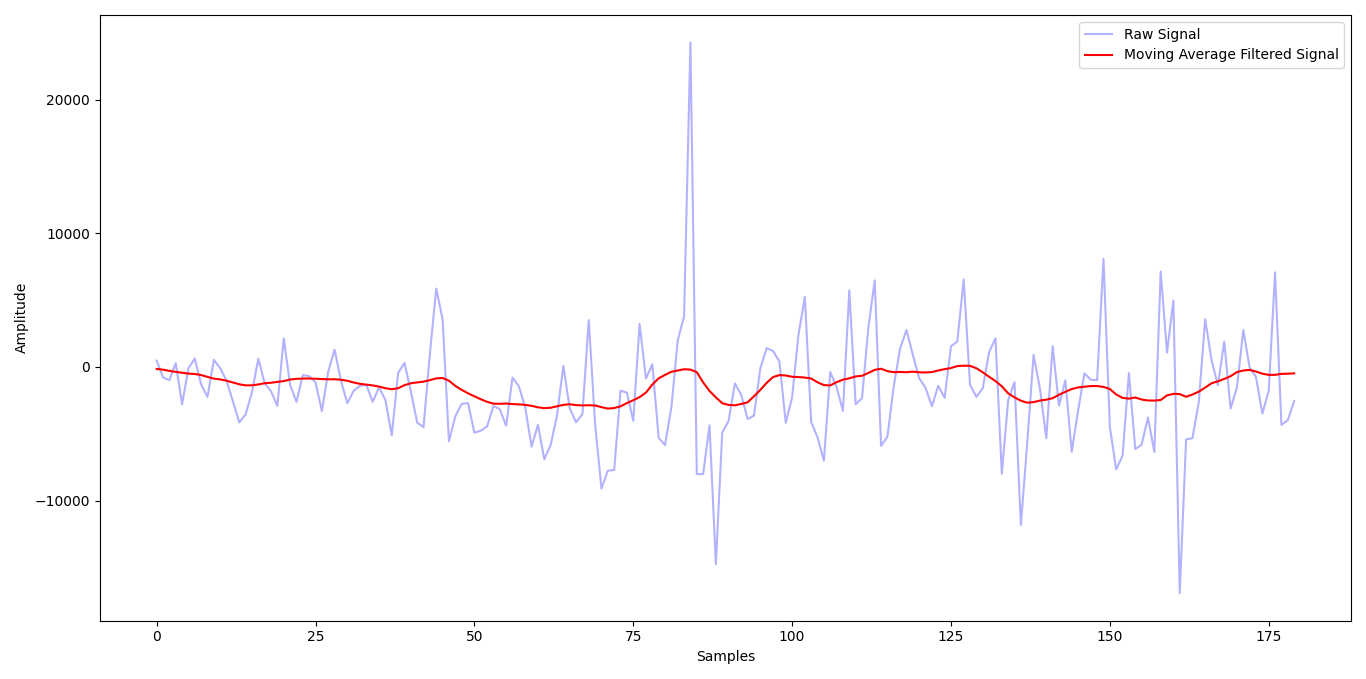 Raw Signal
Moving Average Filtered Signal
20000
10000
0
−10000
Amplitude
0 25 50 75 100 125 150 175
Samples